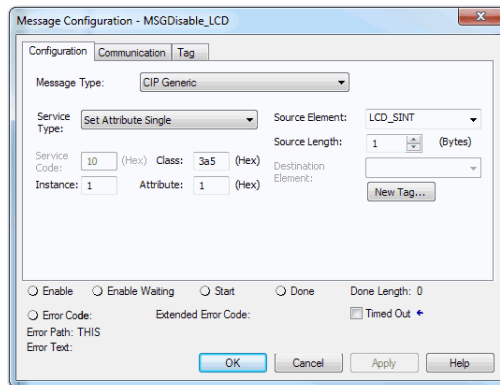 Message Configuration - MSGDisable_LCD
Configuration Communication Tag
Message Type: CIP Generic
Service Type: Set Attribute Single
Source Element: LCD_SINT
Source Length: 1 (Bytes)
Service Code: 10 (Hex) Class: 3a5 (Hex)
Destination Element:
Instance: 1 Attribute: 1 (Hex)
New Tag...
Enable Enable Waiting Start Done Done Length: 0
Error Code: Extended Error Code: Timed Out
Error Path: THIS
Error Text:
OK Cancel Apply Help